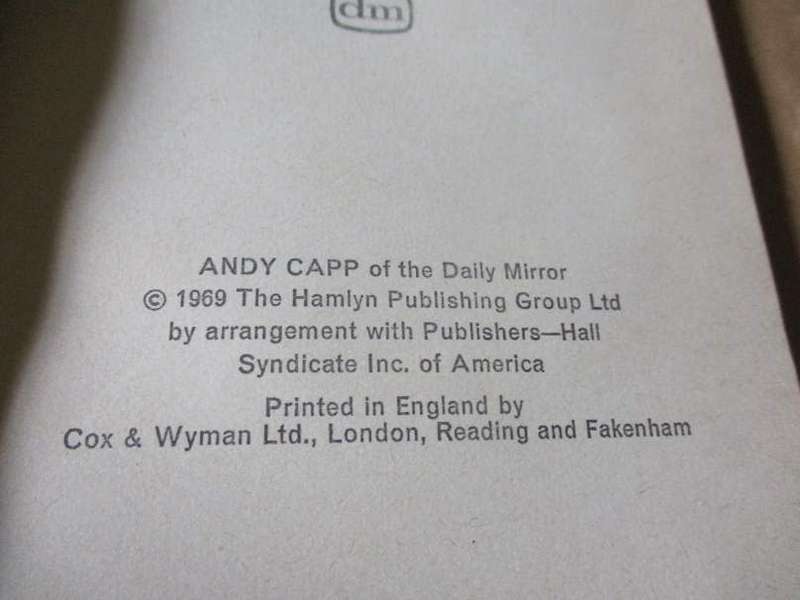 dm
ANDY CAPP of the Daily Mirror
© 1969 The Hamlyn Publishing Group Ltd
by arrangement with Publishers—Hall
Syndicate Inc. of America
Printed in England by
Cox & Wyman Ltd., London, Reading and Fakenham